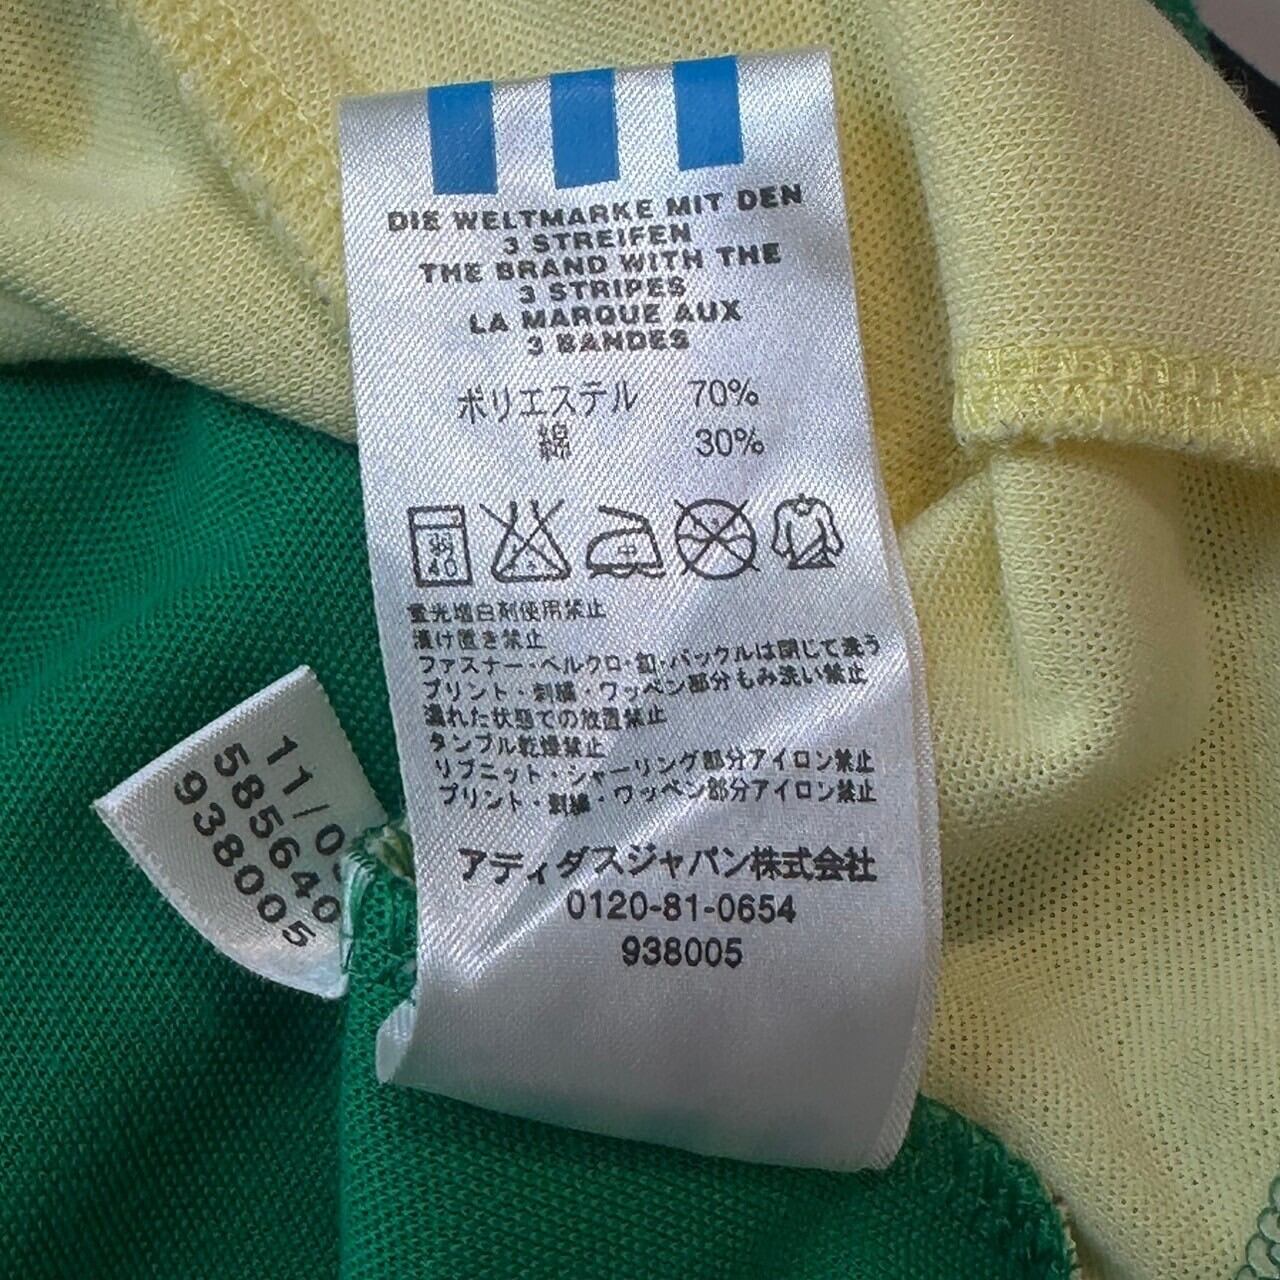 DIE WELTMARKE MIT DEN
3 STREIFEN
THE BRAND WITH THE
3 STRIPES
LA MARQUE AUX
3 BANDES
ポリエステル 70%
綿 30%
40
蛍光増白剤使用禁止
漬け置き禁止
ファスナー・ベルクロ・釦・バックルは閉じて洗う
プリント・刺繍・ワッペン部分もみ洗い禁止
濡れた状態での放置禁止
タンブル乾燥禁止
リブニット・シャーリング部分アイロン禁止
プリント・刺繍・ワッペン部分アイロン禁止
アディダスジャパン株式会社
0120-81-0654
938005
11/0
585640
938005